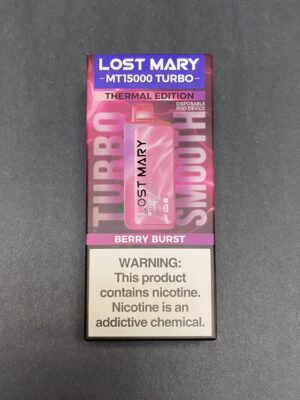 LOST MARY
MT15000 TURBO
THERMAL EDITION
DISPOSABLE
POD DEVICE
TURBO
SMOOTH
LOST MARY
BERRY BURST
WARNING:
This product
contains nicotine.
Nicotine is an
addictive chemical.